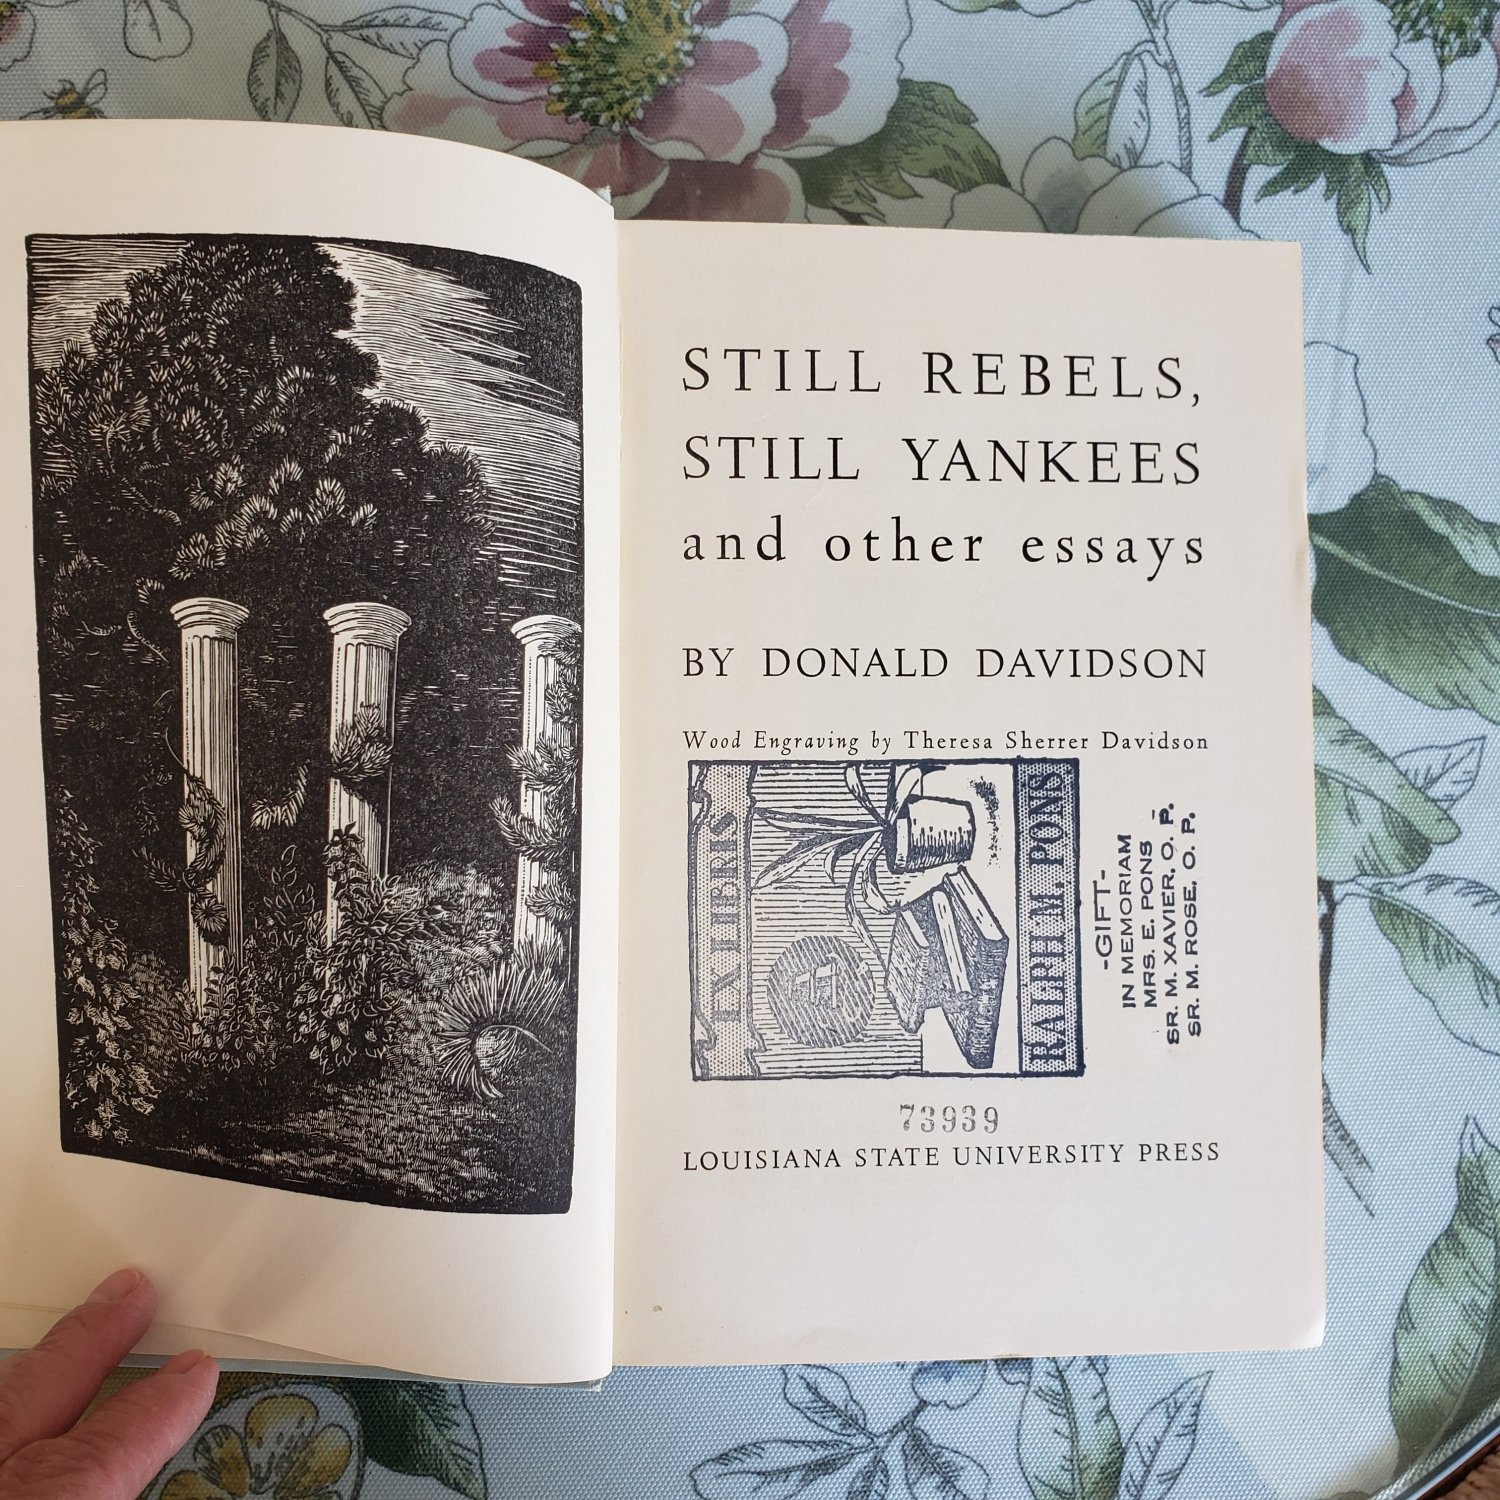 STILL REBELS,
STILL YANKEES
and other essays
BY DONALD DAVIDSON
Wood Engraving by Theresa Sherrer Davidson
EX LIBRIS
A
RALPH M. PONS
-GIFT-
IN MEMORIAM
MRS. E. PONS
SR. M. XAVIER, O. P.
SR. M. ROSE, O. P.
73939
LOUISIANA STATE UNIVERSITY PRESS